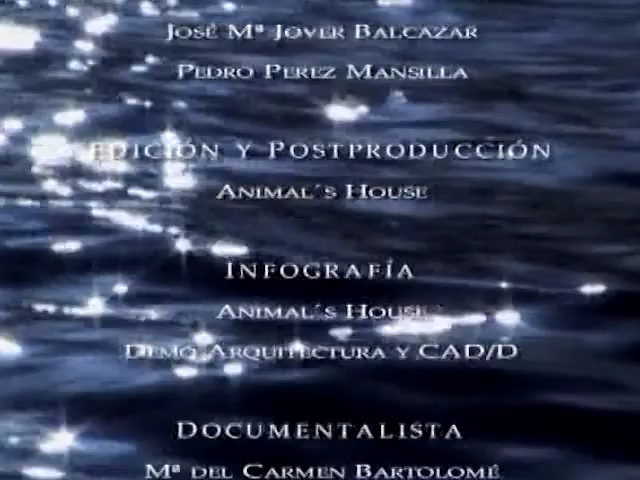 José Mª Jover Balcazar
Pedro Perez Mansilla
Edición y Postproducción
Animal´s House
Infografía
Animal´s House
Demo Arquitectura y CAD/D
Documentalista
Mª del Carmen Bartolomé